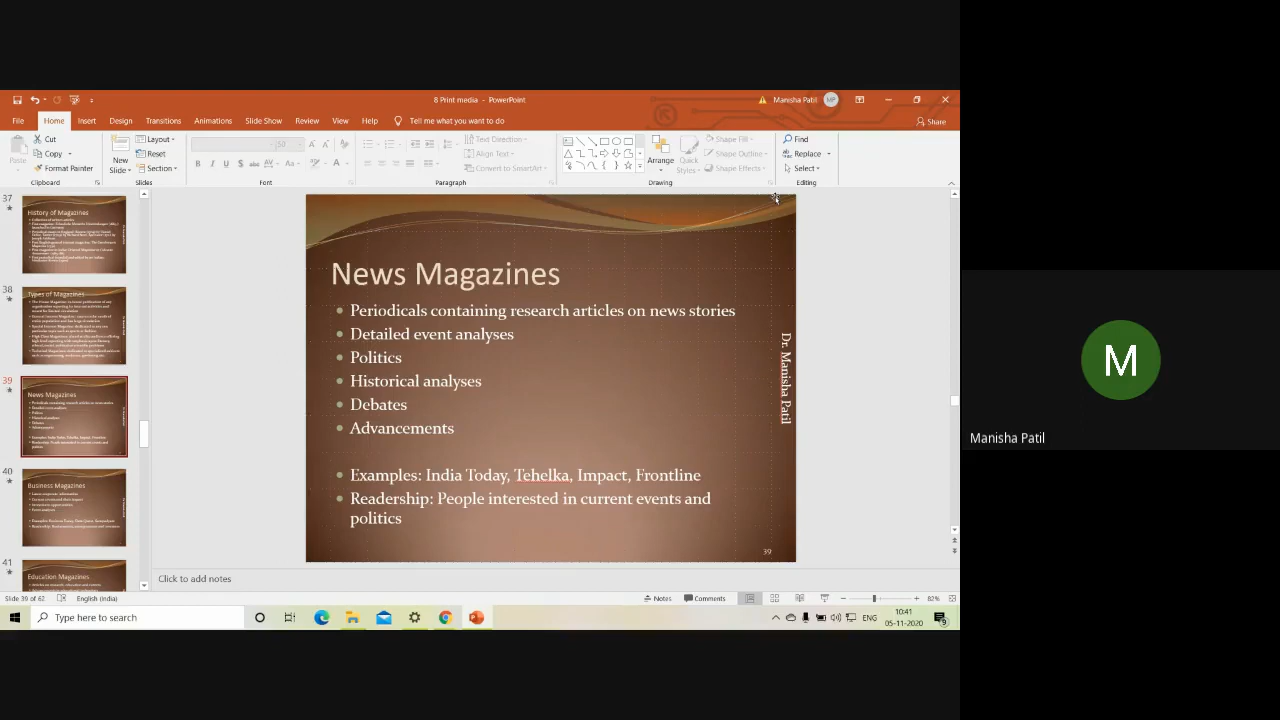 8 Print media - PowerPoint
Manisha Patil
MP
File Home Insert Design Transitions Animations Slide Show Review View Help Tell me what you want to do
Share
Paste
Cut
Copy
Format Painter
Clipboard
New
Slide
Layout
Reset
Section
Slides
Font
Text Direction
Align Text
Convert to SmartArt
Paragraph
Arrange
Quick
Styles
Shape Fill
Shape Outline
Shape Effects
Drawing
Find
Replace
Select
Editing
37
History of Magazines
38
Types of Magazines
39
News Magazines
40
Business Magazines
41
Education Magazines
News Magazines
Periodicals containing research articles on news stories
Detailed event analyses
Politics
Historical analyses
Debates
Advancements
Examples: India Today, Tehelka, Impact, Frontline
Readership: People interested in current events and
politics
Dr. Manisha Patil
39
Click to add notes
Slide 39 of 62
English (India)
Notes
Comments
82%
Type here to search
ENG
10:41
05-11-2020
M
Manisha Patil